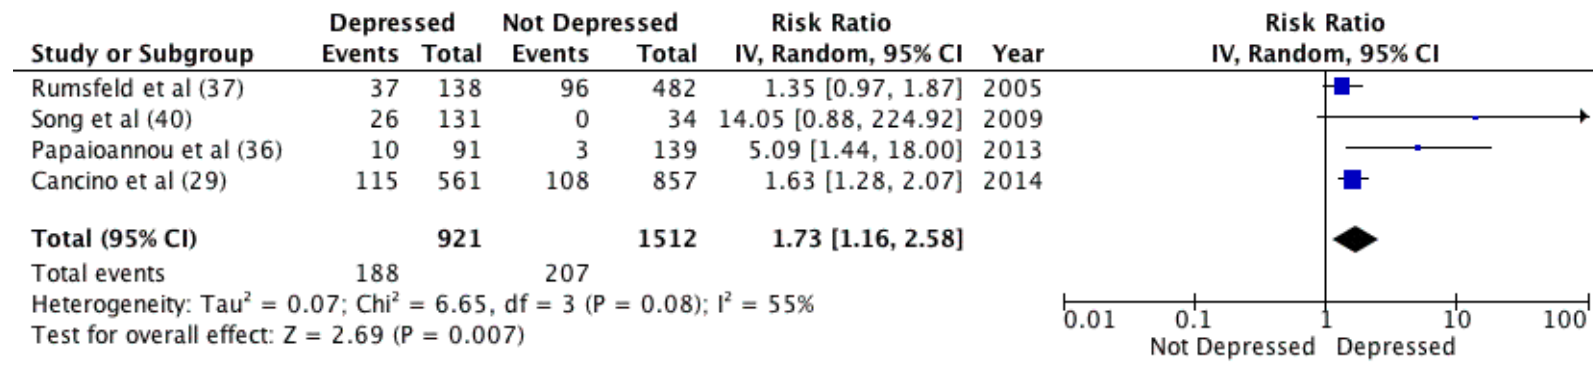 Depressed Not Depressed Risk Ratio Risk Ratio
Study or Subgroup Events Total Events Total IV, Random, 95% CI Year IV, Random, 95% CI
Rumsfeld et al (37) 37 138 96 482 1.35 [0.97, 1.87] 2005
Song et al (40) 26 131 0 34 14.05 [0.88, 224.92] 2009
Papaioannou et al (36) 10 91 3 139 5.09 [1.44, 18.00] 2013
Cancino et al (29) 115 561 108 857 1.63 [1.28, 2.07] 2014
Total (95% CI) 921 1512 1.73 [1.16, 2.58]
Total events 188 207
Heterogeneity: Tau² = 0.07; Chi² = 6.65, df = 3 (P = 0.08); I² = 55%
Test for overall effect: Z = 2.69 (P = 0.007)
0.01 0.1 1 10 100
Not Depressed Depressed